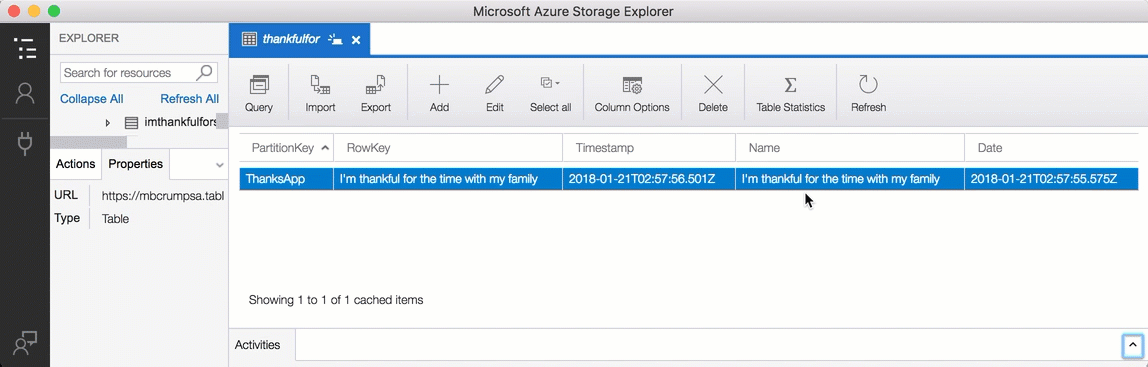 Microsoft Azure Storage Explorer
EXPLORER
Search for resources
Collapse All Refresh All
imthankfulfors
Actions Properties
URL https://mbcrumpsa.tabl
Type Table
thankfulfor
Query Import Export Add Edit Select all Column Options Delete Table Statistics Refresh
PartitionKey RowKey Timestamp Name Date
ThanksApp I'm thankful for the time with my family 2018-01-21T02:57:56.501Z I'm thankful for the time with my family 2018-01-21T02:57:55.575Z
Showing 1 to 1 of 1 cached items
Activities